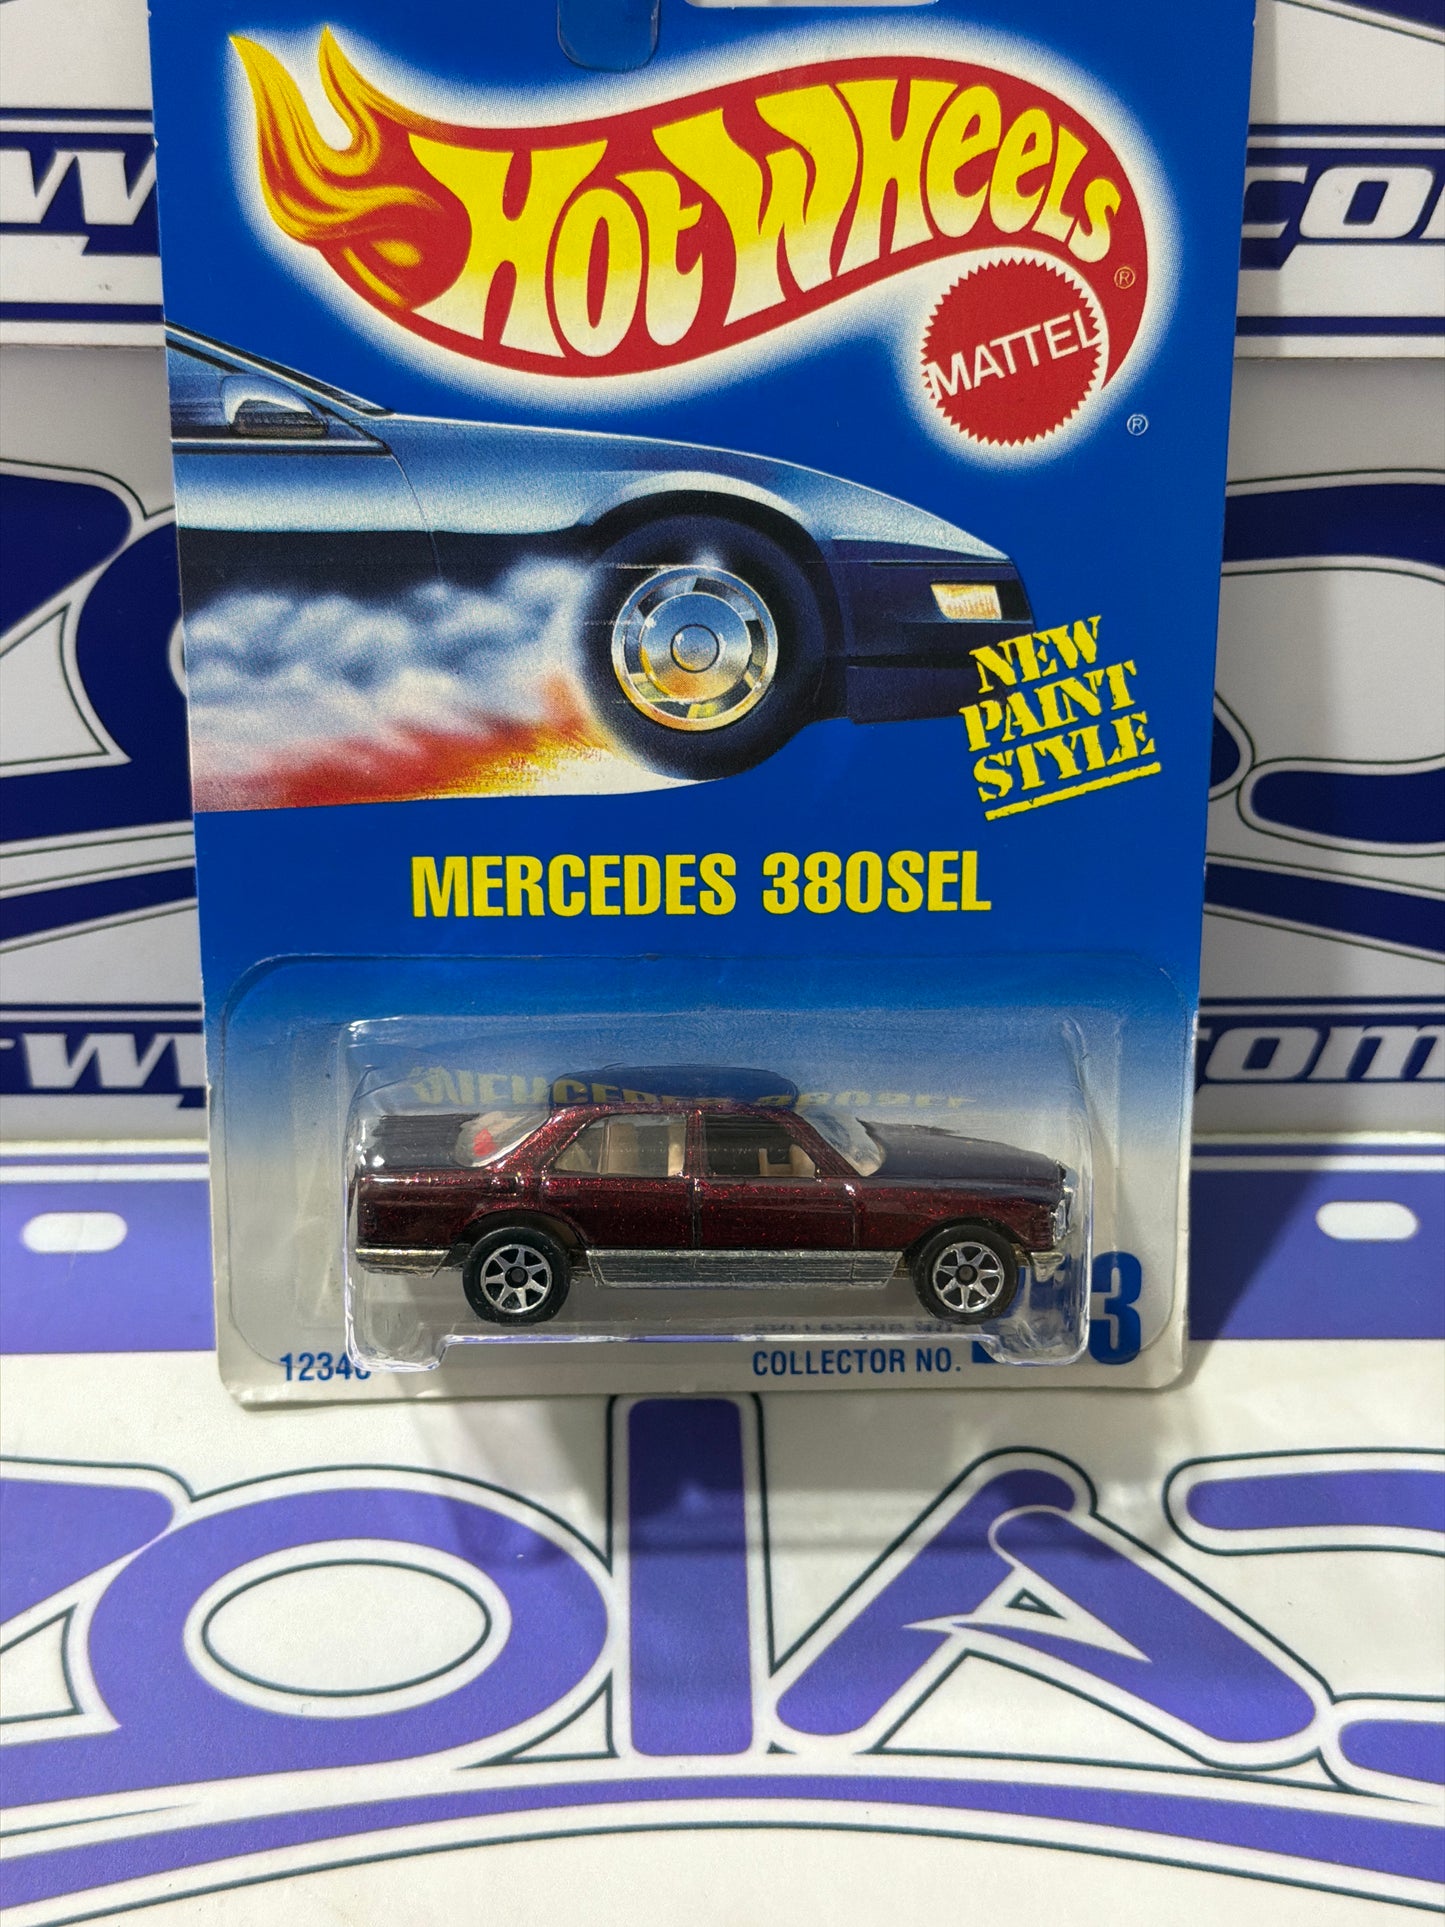 HOT WHEELS ®
MATTEL
®
NEW
PAINT
STYLE
MERCEDES 380SEL
COLLECTOR NO.